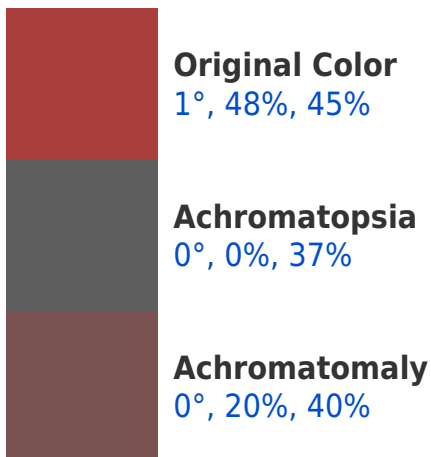 Original Color
1°, 48%, 45%
Achromatopsia
0°, 0%, 37%
Achromatomaly
0°, 20%, 40%